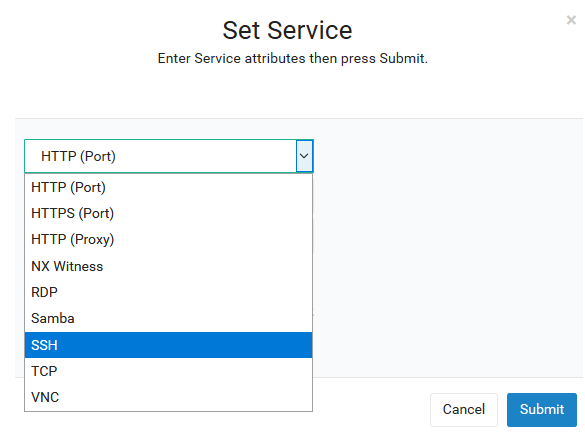 Set Service
×
Enter Service attributes then press Submit.
HTTP (Port)
HTTP (Port)
HTTPS (Port)
HTTP (Proxy)
NX Witness
RDP
Samba
SSH
TCP
VNC
Cancel
Submit